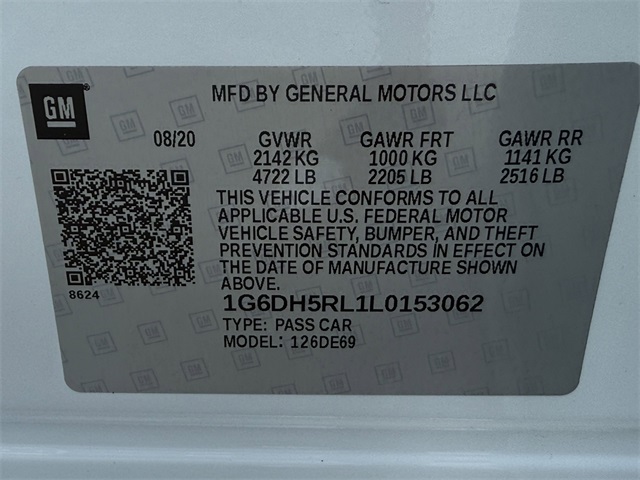 GM
MFD BY GENERAL MOTORS LLC
08/20 GVWR GAWR FRT GAWR RR
2142 KG 1000 KG 1141 KG
4722 LB 2205 LB 2516 LB
THIS VEHICLE CONFORMS TO ALL
APPLICABLE U.S. FEDERAL MOTOR
VEHICLE SAFETY, BUMPER, AND THEFT
PREVENTION STANDARDS IN EFFECT ON
THE DATE OF MANUFACTURE SHOWN
ABOVE.
8624
1G6DH5RL1L0153062
TYPE: PASS CAR
MODEL: 126DE69